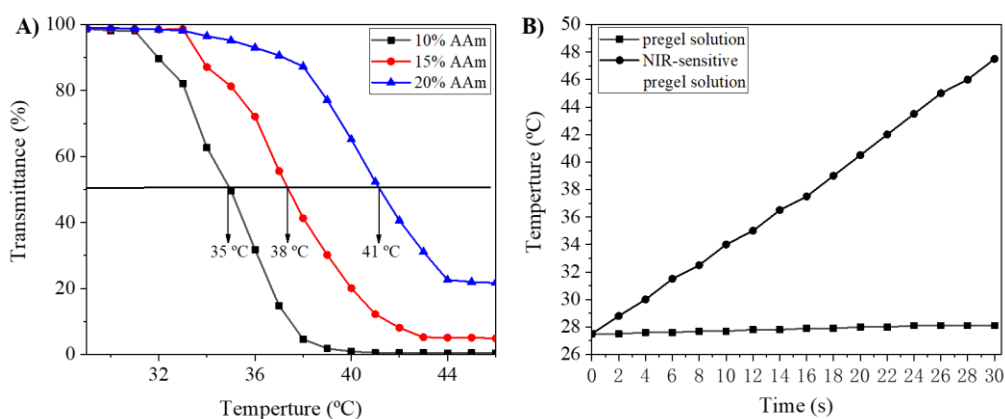 A)
100
80
60
40
20
0
Transmittance (%)
10% AAm
15% AAm
20% AAm
35 ºC
38 ºC
41 ºC
32
36
40
44
Temperture (ºC)
B)
50
48
46
44
42
40
38
36
34
32
30
28
26
Temperture (ºC)
pregel solution
NIR-sensitive
pregel solution
0 2 4 6 8 10 12 14 16 18 20 22 24 26 28 30
Time (s)